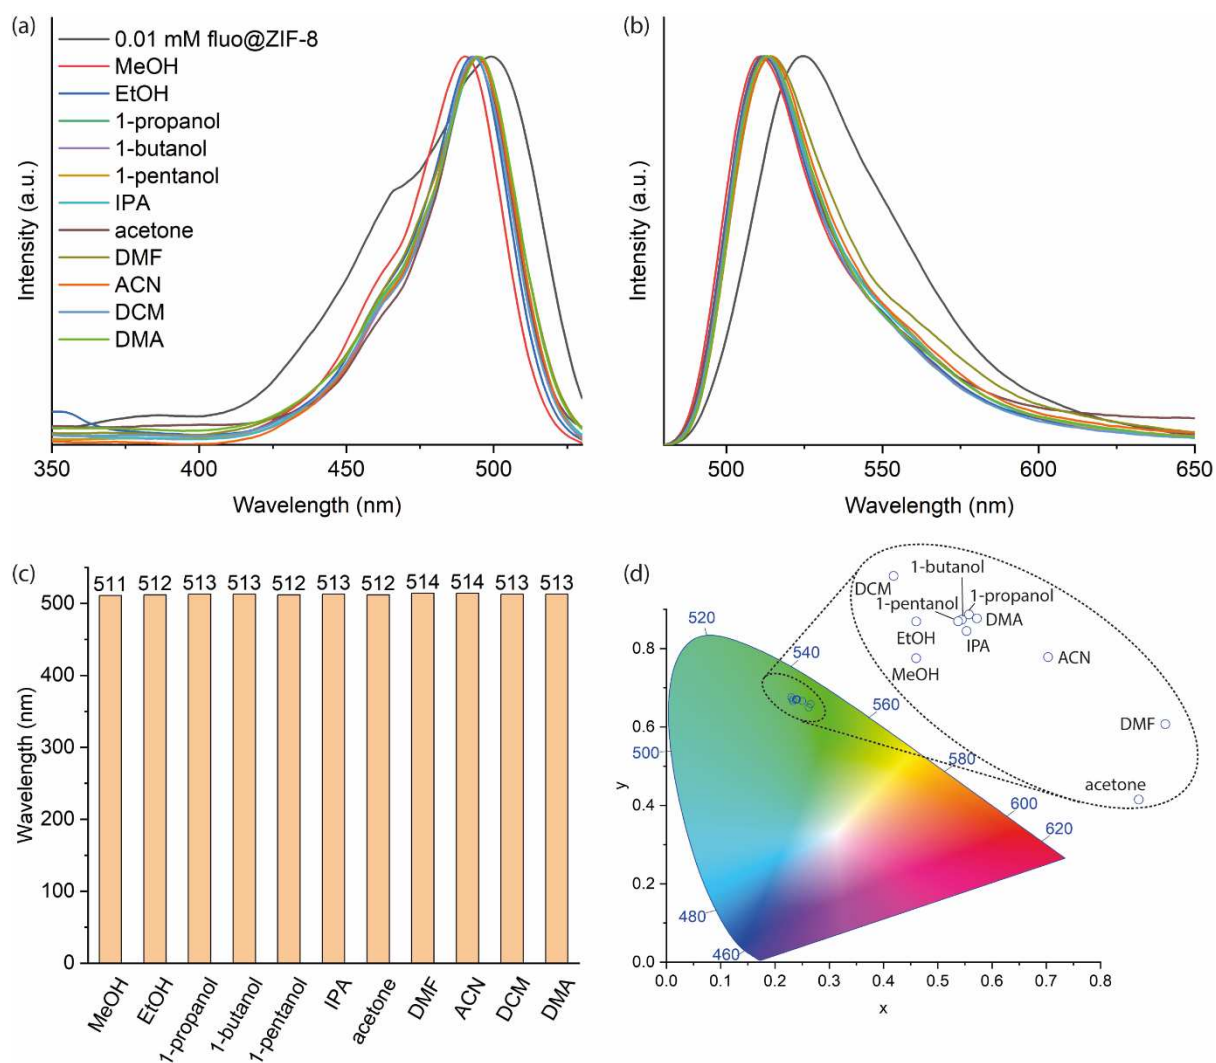 (a)
0.01 mM fluo@ZIF-8
MeOH
EtOH
1-propanol
1-butanol
1-pentanol
IPA
acetone
DMF
ACN
DCM
DMA
Intensity (a.u.)
350 400 450 500
Wavelength (nm)
(b)
Intensity (a.u.)
500 550 600 650
Wavelength (nm)
(c)
511 512 513 513 512 513 512 514 514 513 513
500
400
300
200
100
0
Wavelength (nm)
MeOH EtOH 1-propanol 1-butanol 1-pentanol IPA acetone DMF ACN DCM DMA
(d)
1-butanol
DCM
1-propanol
1-pentanol
DMA
EtOH
IPA
MeOH
ACN
DMF
acetone
520
540
560
500
580
600
620
480
460
0.8
0.6
0.4
0.2
0.0
y
0.0 0.1 0.2 0.3 0.4 0.5 0.6 0.7 0.8
x